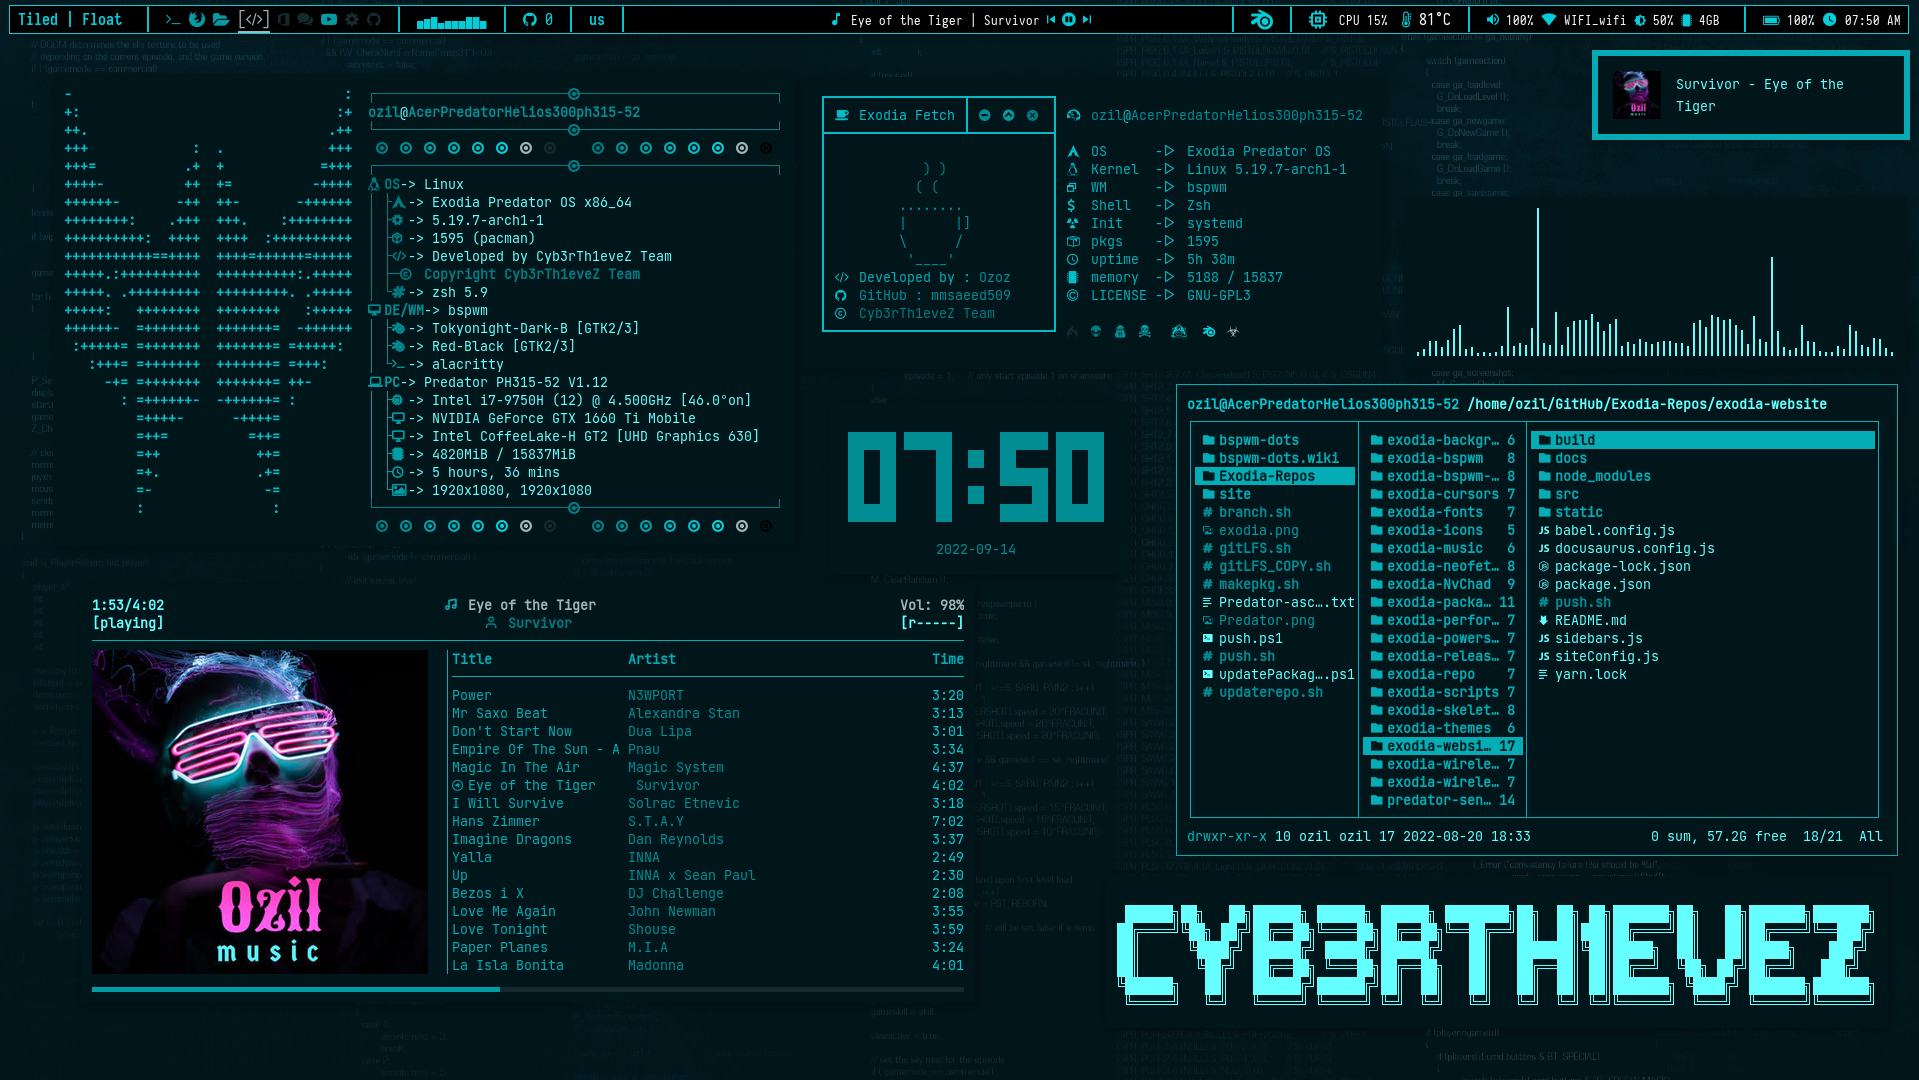 Tiled | Float
0
us
Eye of the Tiger | Survivor
CPU 15%
81°C
100%
WIFI_wifi
50%
4GB
100%
07:50 AM
Survivor - Eye of the
Tiger
ozil@AcerPredatorHelios300ph315-52
OS-> Linux
-> Exodia Predator OS x86_64
-> 5.19.7-arch1-1
-> 1595 (pacman)
-> Developed by Cyb3rTh1eveZ Team
Copyright Cyb3rTh1eveZ Team
-> zsh 5.9
DE/WM-> bspwm
-> Tokyonight-Dark-B [GTK2/3]
-> Red-Black [GTK2/3]
-> alacritty
PC-> Predator PH315-52 V1.12
-> Intel i7-9750H (12) @ 4.500GHz [46.0°on]
-> NVIDIA GeForce GTX 1660 Ti Mobile
-> Intel CoffeeLake-H GT2 [UHD Graphics 630]
-> 4820MiB / 15837MiB
-> 5 hours, 36 mins
-> 1920x1080, 1920x1080
Exodia Fetch
Developed by : Ozoz
GitHub : mmsaeed509
Cyb3rTh1eveZ Team
ozil@AcerPredatorHelios300ph315-52
OS -▷ Exodia Predator OS
Kernel -▷ Linux 5.19.7-arch1-1
WM -▷ bspwm
Shell -▷ Zsh
Init -▷ systemd
pkgs -▷ 1595
uptime -▷ 5h 38m
memory -▷ 5188 / 15837
LICENSE -▷ GNU-GPL3
07:50
2022-09-14
ozil@AcerPredatorHelios300ph315-52 /home/ozil/GitHub/Exodia-Repos/exodia-website
bspwm-dots
bspwm-dots.wiki
Exodia-Repos
site
branch.sh
exodia.png
gitLFS.sh
gitLFS_COPY.sh
makepkg.sh
Predator-asc….txt
Predator.png
push.ps1
push.sh
updatePackag….ps1
updaterepo.sh
exodia-backgr… 6
exodia-bspwm 8
exodia-bspwm-… 8
exodia-cursors 7
exodia-fonts 7
exodia-icons 5
exodia-music 6
exodia-neofet… 8
exodia-NvChad 9
exodia-packa… 11
exodia-perfor… 7
exodia-powers… 7
exodia-releas… 7
exodia-repo 7
exodia-scripts 7
exodia-skelet… 8
exodia-themes 6
exodia-websi… 17
exodia-wirele… 7
exodia-wirele… 7
predator-sen… 14
build
docs
node_modules
src
static
babel.config.js
docusaurus.config.js
package-lock.json
package.json
push.sh
README.md
sidebars.js
siteConfig.js
yarn.lock
drwxr-xr-x 10 ozil ozil 17 2022-08-20 18:33
0 sum, 57.2G free 18/21 All
1:53/4:02
Eye of the Tiger
Vol: 98%
[playing]
Survivor
[r-----]
Ozil
music
Title Artist Time
Power N3WPORT 3:20
Mr Saxo Beat Alexandra Stan 3:13
Don't Start Now Dua Lipa 3:01
Empire Of The Sun - A Pnau 3:34
Magic In The Air Magic System 4:37
Eye of the Tiger Survivor 4:02
I Will Survive Solrac Etnevic 3:18
Hans Zimmer S.T.A.Y 7:02
Imagine Dragons Dan Reynolds 3:37
Yalla INNA 2:49
Up INNA x Sean Paul 2:30
Bezos i X DJ Challenge 2:08
Love Me Again John Newman 3:55
Love Tonight Shouse 3:59
Paper Planes M.I.A 3:24
La Isla Bonita Madonna 4:01
CYB3RTH1EVEZ